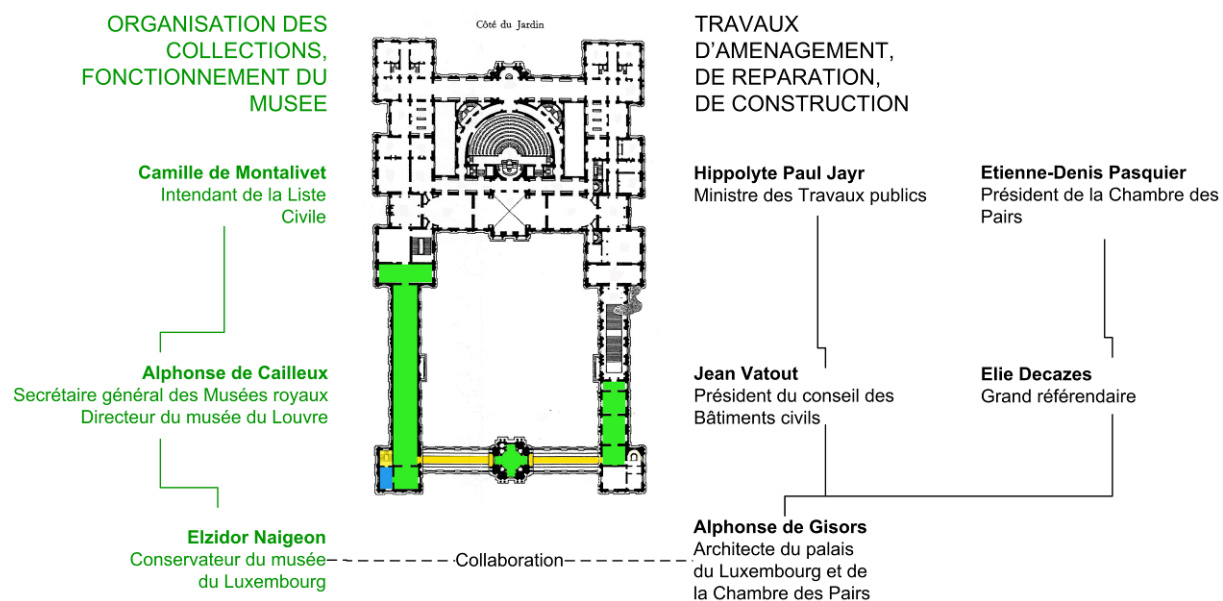 ORGANISATION DES
COLLECTIONS,
FONCTIONNEMENT DU
MUSEE
Côté du Jardin
TRAVAUX
D’AMENAGEMENT,
DE REPARATION,
DE CONSTRUCTION
Camille de Montalivet
Intendant de la Liste
Civile
Hippolyte Paul Jayr
Ministre des Travaux publics
Etienne-Denis Pasquier
Président de la Chambre des
Pairs
Alphonse de Cailleux
Secrétaire général des Musées royaux
Directeur du musée du Louvre
Jean Vatout
Président du conseil des
Bâtiments civils
Elie Decazes
Grand référendaire
Elzidor Naigeon
Conservateur du musée
du Luxembourg
Collaboration
Alphonse de Gisors
Architecte du palais
du Luxembourg et de
la Chambre des Pairs